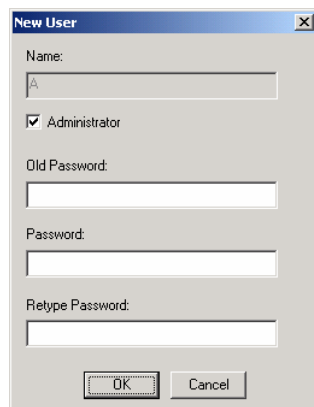 New User
Name:
A
Administrator
Old Password:
Password:
Retype Password:
OK Cancel